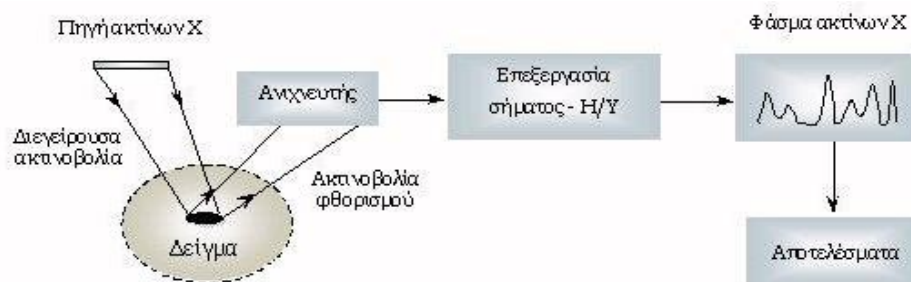 Πηγή ακτίνων Χ
Φάσμα ακτίνων Χ
Ανιχνευτής
Επεξεργασία
σήματος - Η/Υ
Διεγείρουσα
ακτινοβολία
Ακτινοβολία
φθορισμού
Δείγμα
Αποτελέσματα